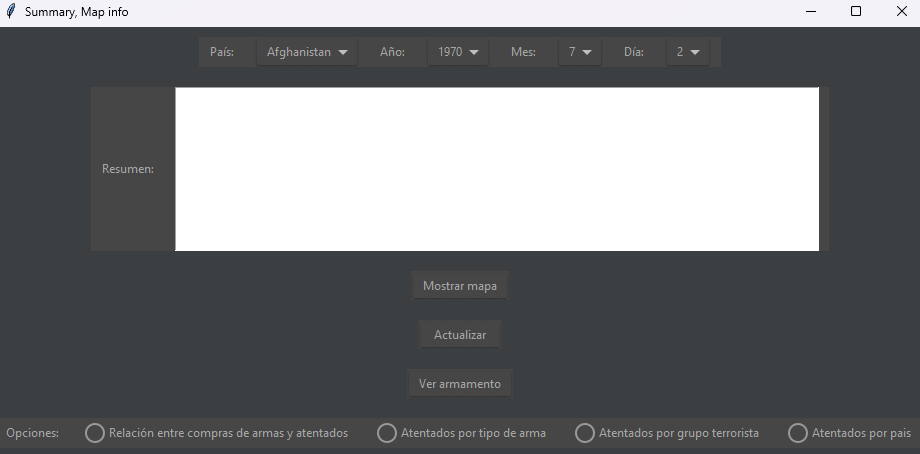 Summary, Map info
País: Afghanistan Año: 1970 Mes: 7 Día: 2
Resumen:
Mostrar mapa
Actualizar
Ver armamento
Opciones: Relación entre compras de armas y atentados Atentados por tipo de arma Atentados por grupo terrorista Atentados por pais